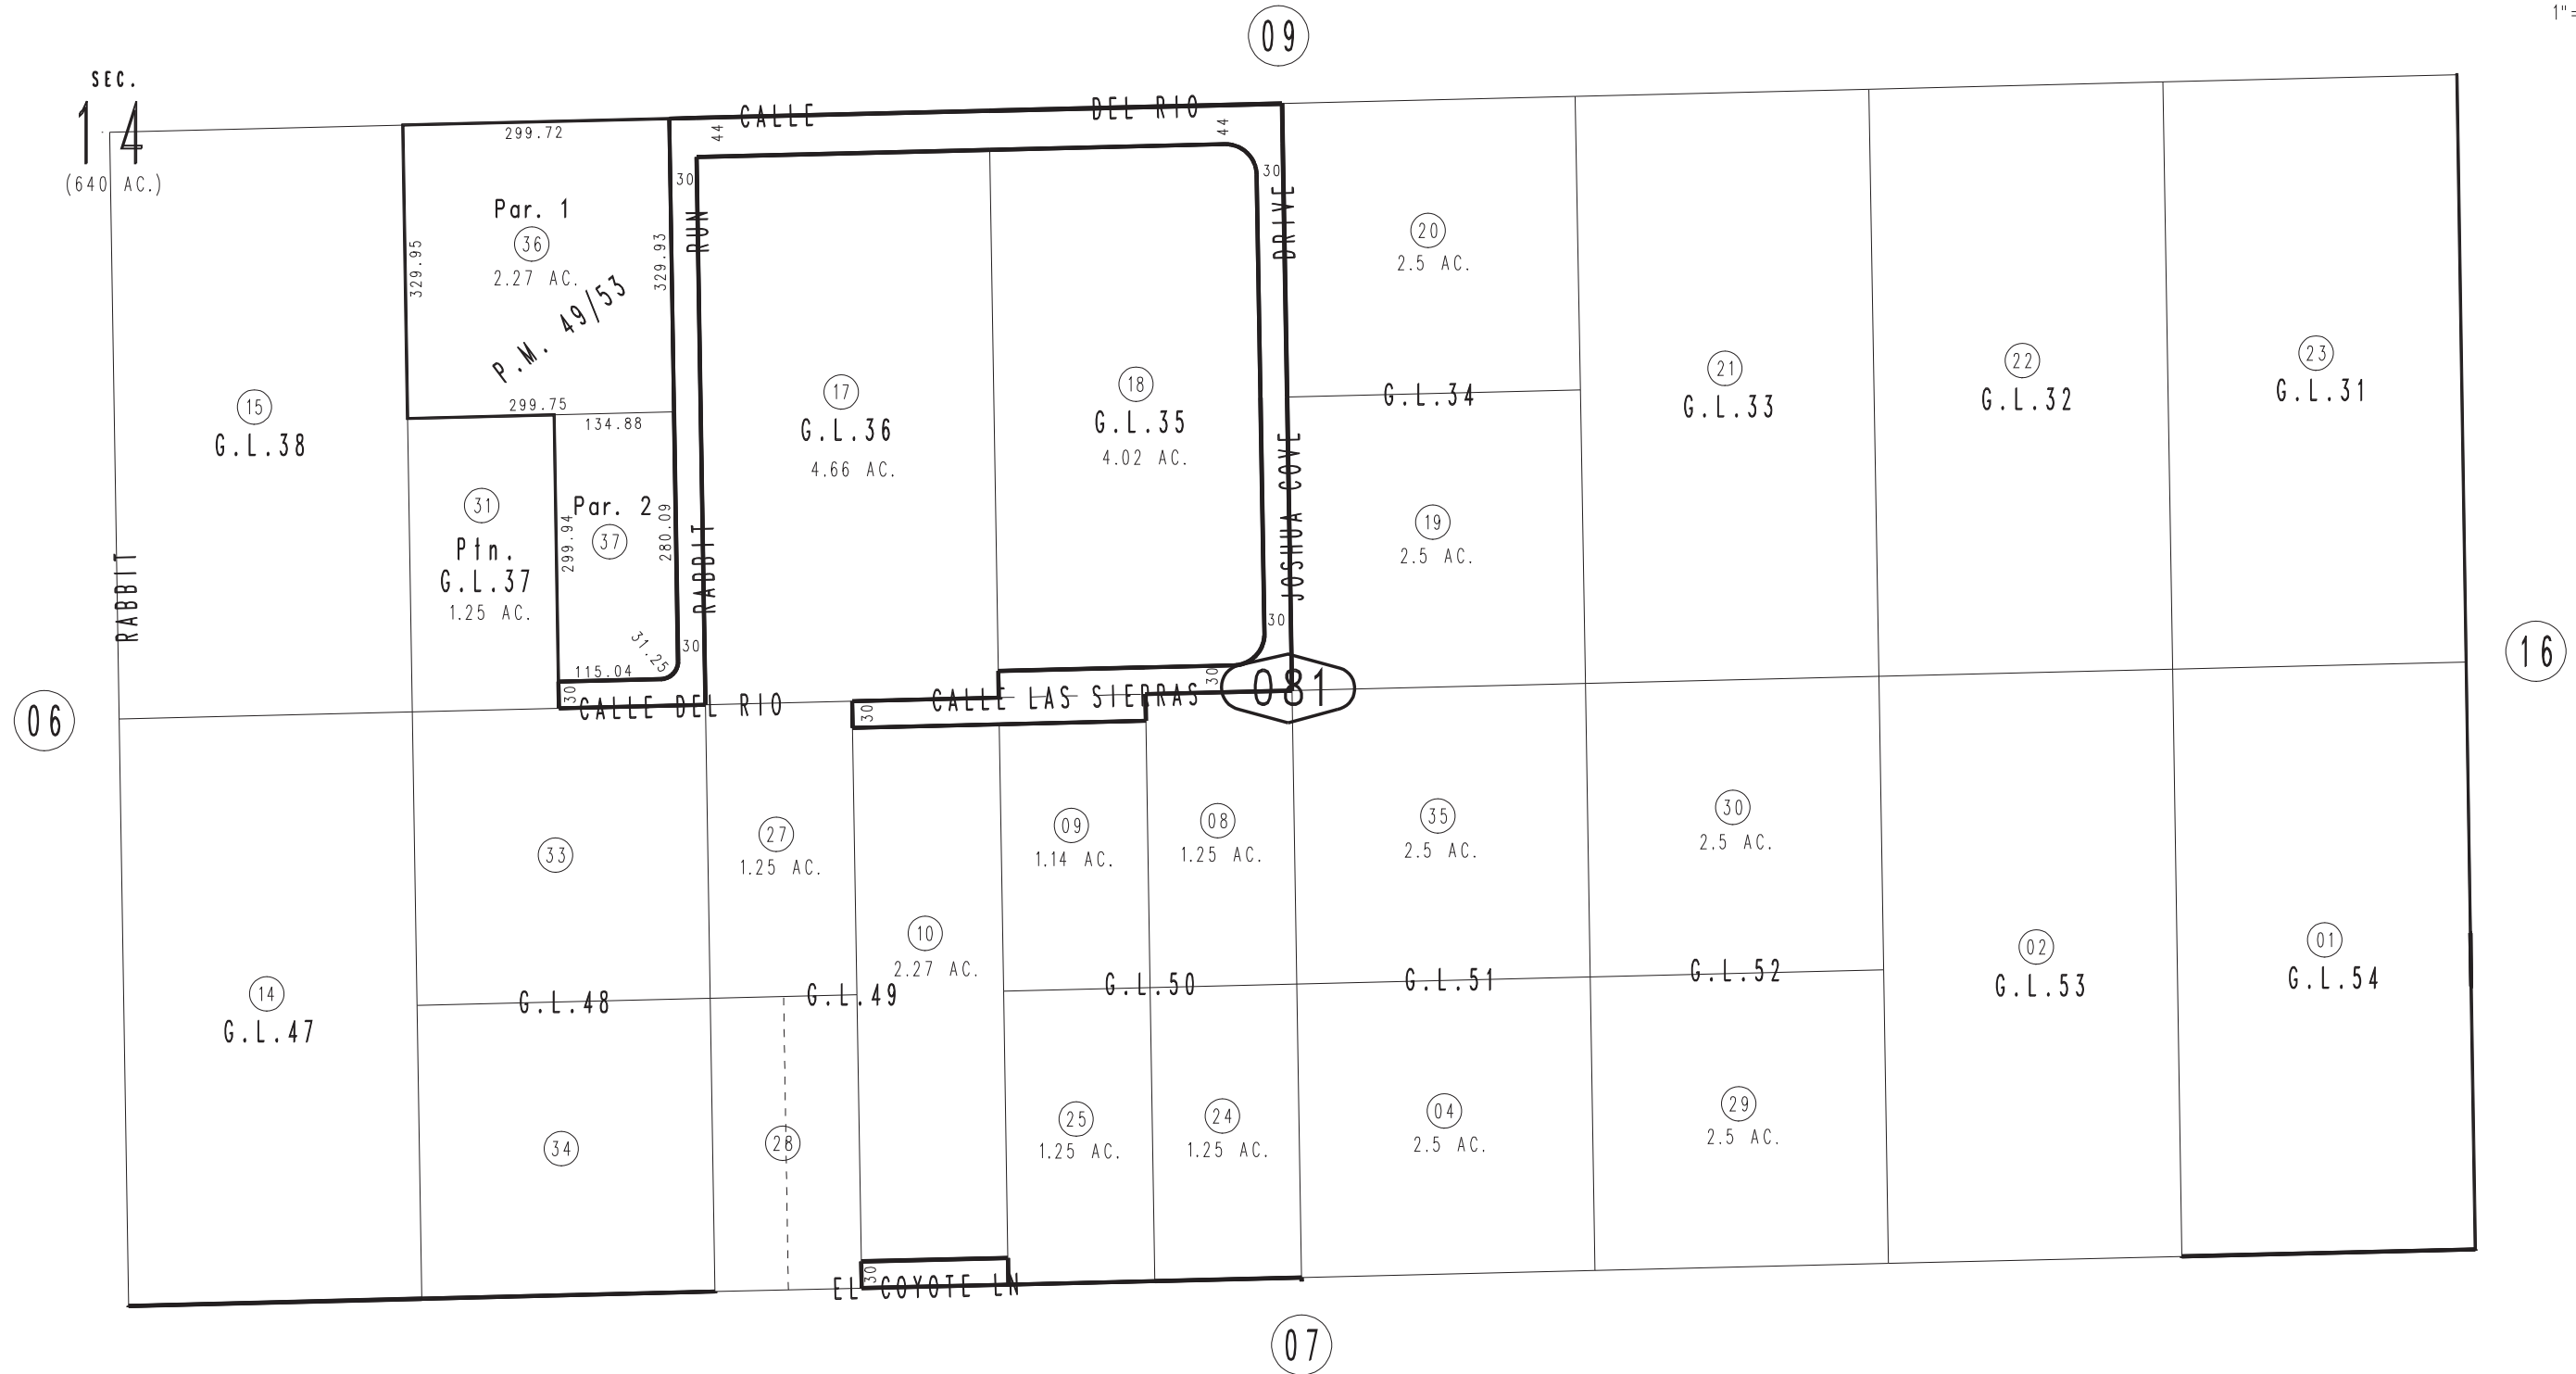 09
1"=
SEC.
14
(640 AC.)
CALLE DEL RIO
299.72
44
44
30
30
Par. 1
36
2.27 AC.
329.95
329.93
P.M. 49/53
RABBIT RUN
JOSHUA COVE DRIVE
20
2.5 AC.
15
G.L.38
299.75
134.88
17
G.L.36
4.66 AC.
18
G.L.35
4.02 AC.
G.L.34
21
G.L.33
22
G.L.32
23
G.L.31
31
Ptn.
G.L.37
1.25 AC.
299.94
Par. 2
37
280.09
19
2.5 AC.
RABBIT
31.25
30
115.04
30
30
30
CALLE DEL RIO
30
CALLE LAS SIERRAS
081
06
16
33
27
1.25 AC.
09
1.14 AC.
08
1.25 AC.
35
2.5 AC.
30
2.5 AC.
10
2.27 AC.
14
G.L.47
G.L.48
G.L.49
G.L.50
G.L.51
G.L.52
02
G.L.53
01
G.L.54
34
28
25
1.25 AC.
24
1.25 AC.
04
2.5 AC.
29
2.5 AC.
30
EL COYOTE LN
07